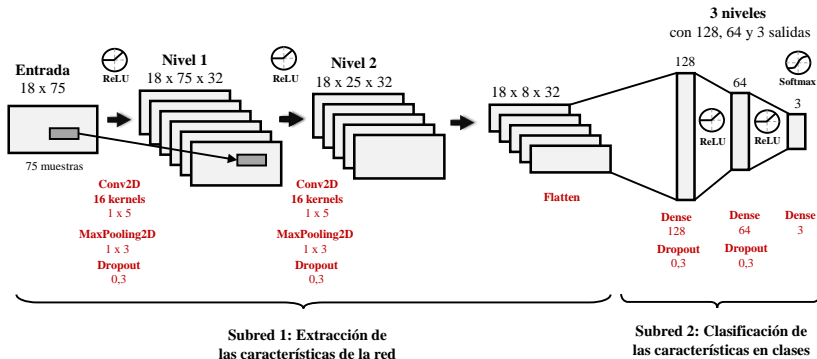 3 niveles
con 128, 64 y 3 salidas
Entrada
18 x 75
ReLU
Nivel 1
18 x 75 x 32
ReLU
Nivel 2
18 x 25 x 32
18 x 8 x 32
128
ReLU
64
ReLU
Softmax
3
75 muestras
Conv2D
16 kernels
1 x 5
MaxPooling2D
1 x 3
Dropout
0,3
Conv2D
16 kernels
1 x 5
MaxPooling2D
1 x 3
Dropout
0,3
Flatten
Dense
128
Dropout
0,3
Dense
64
Dropout
0,3
Dense
3
Subred 1: Extracción de
las características de la red
Subred 2: Clasificación de
las características en clases